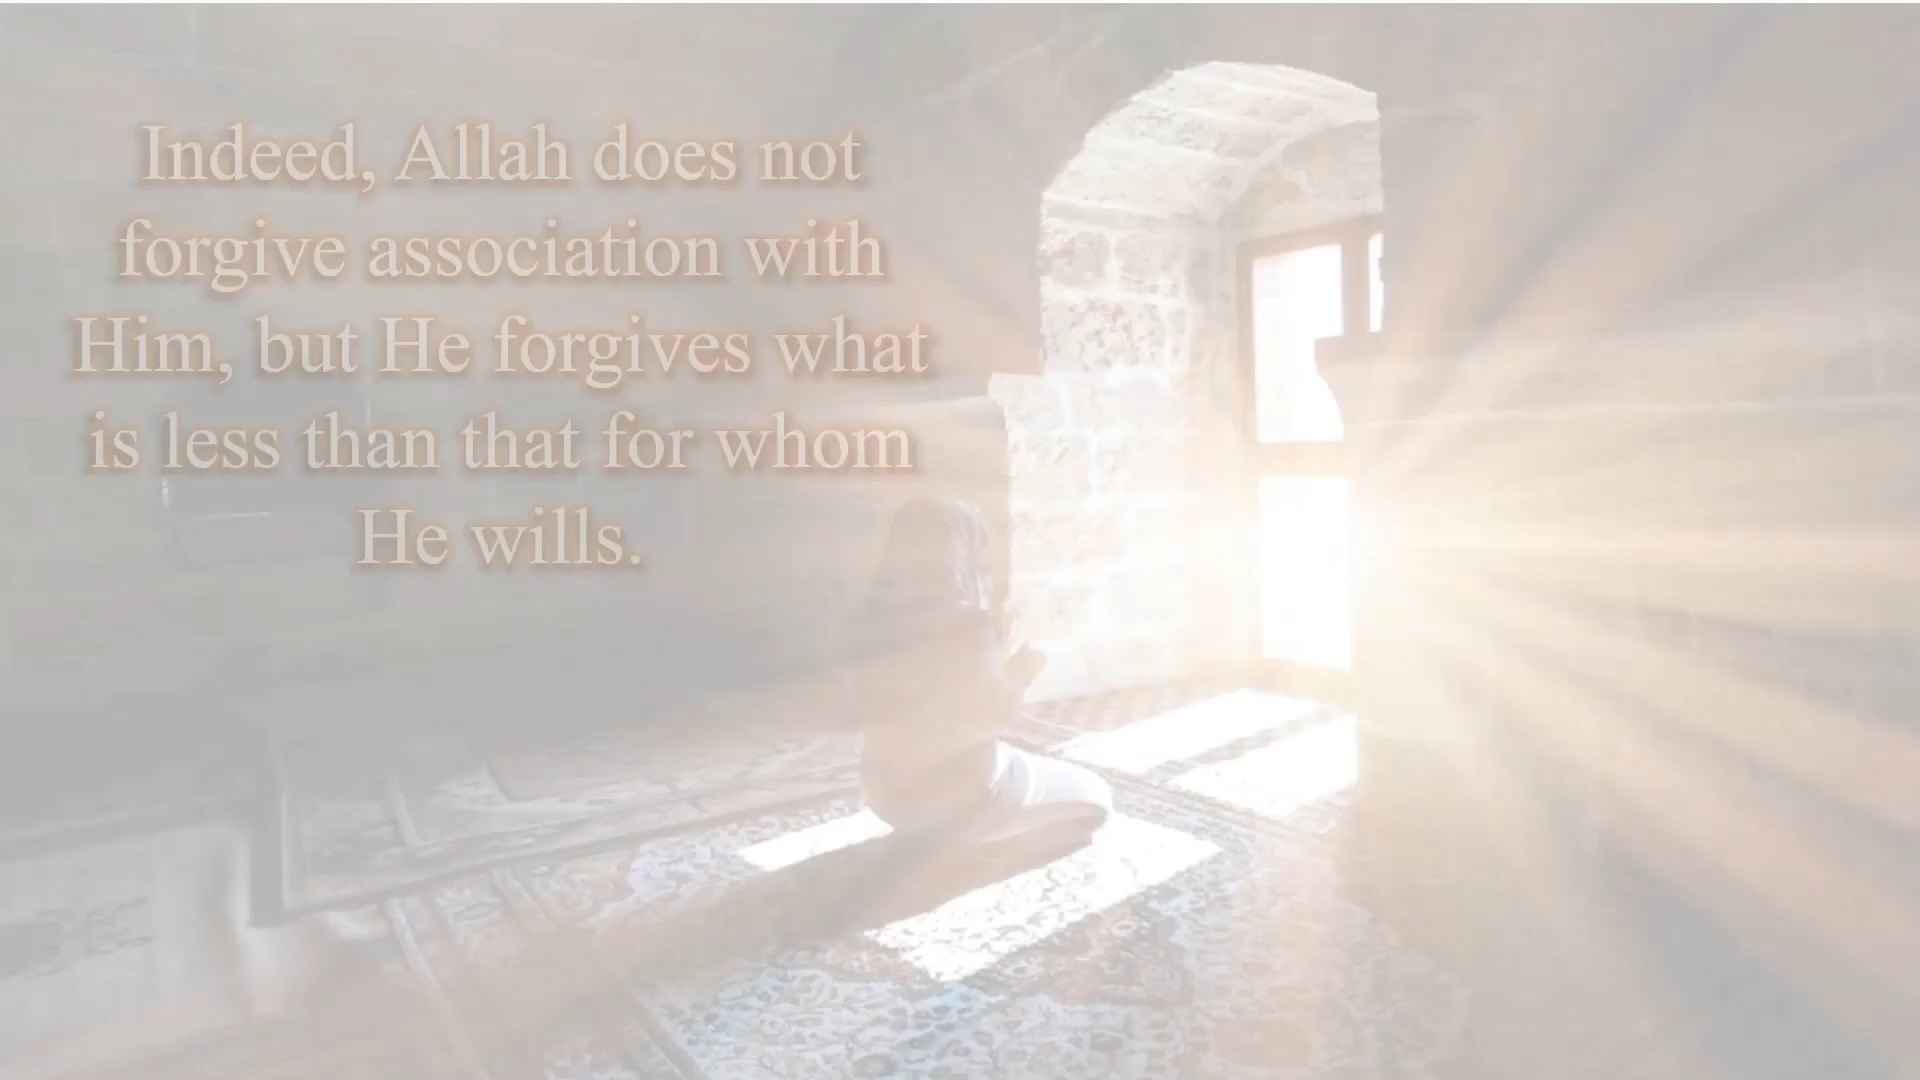 Indeed, Allah does not
forgive association with
Him, but He forgives what
is less than that for whom
He wills.